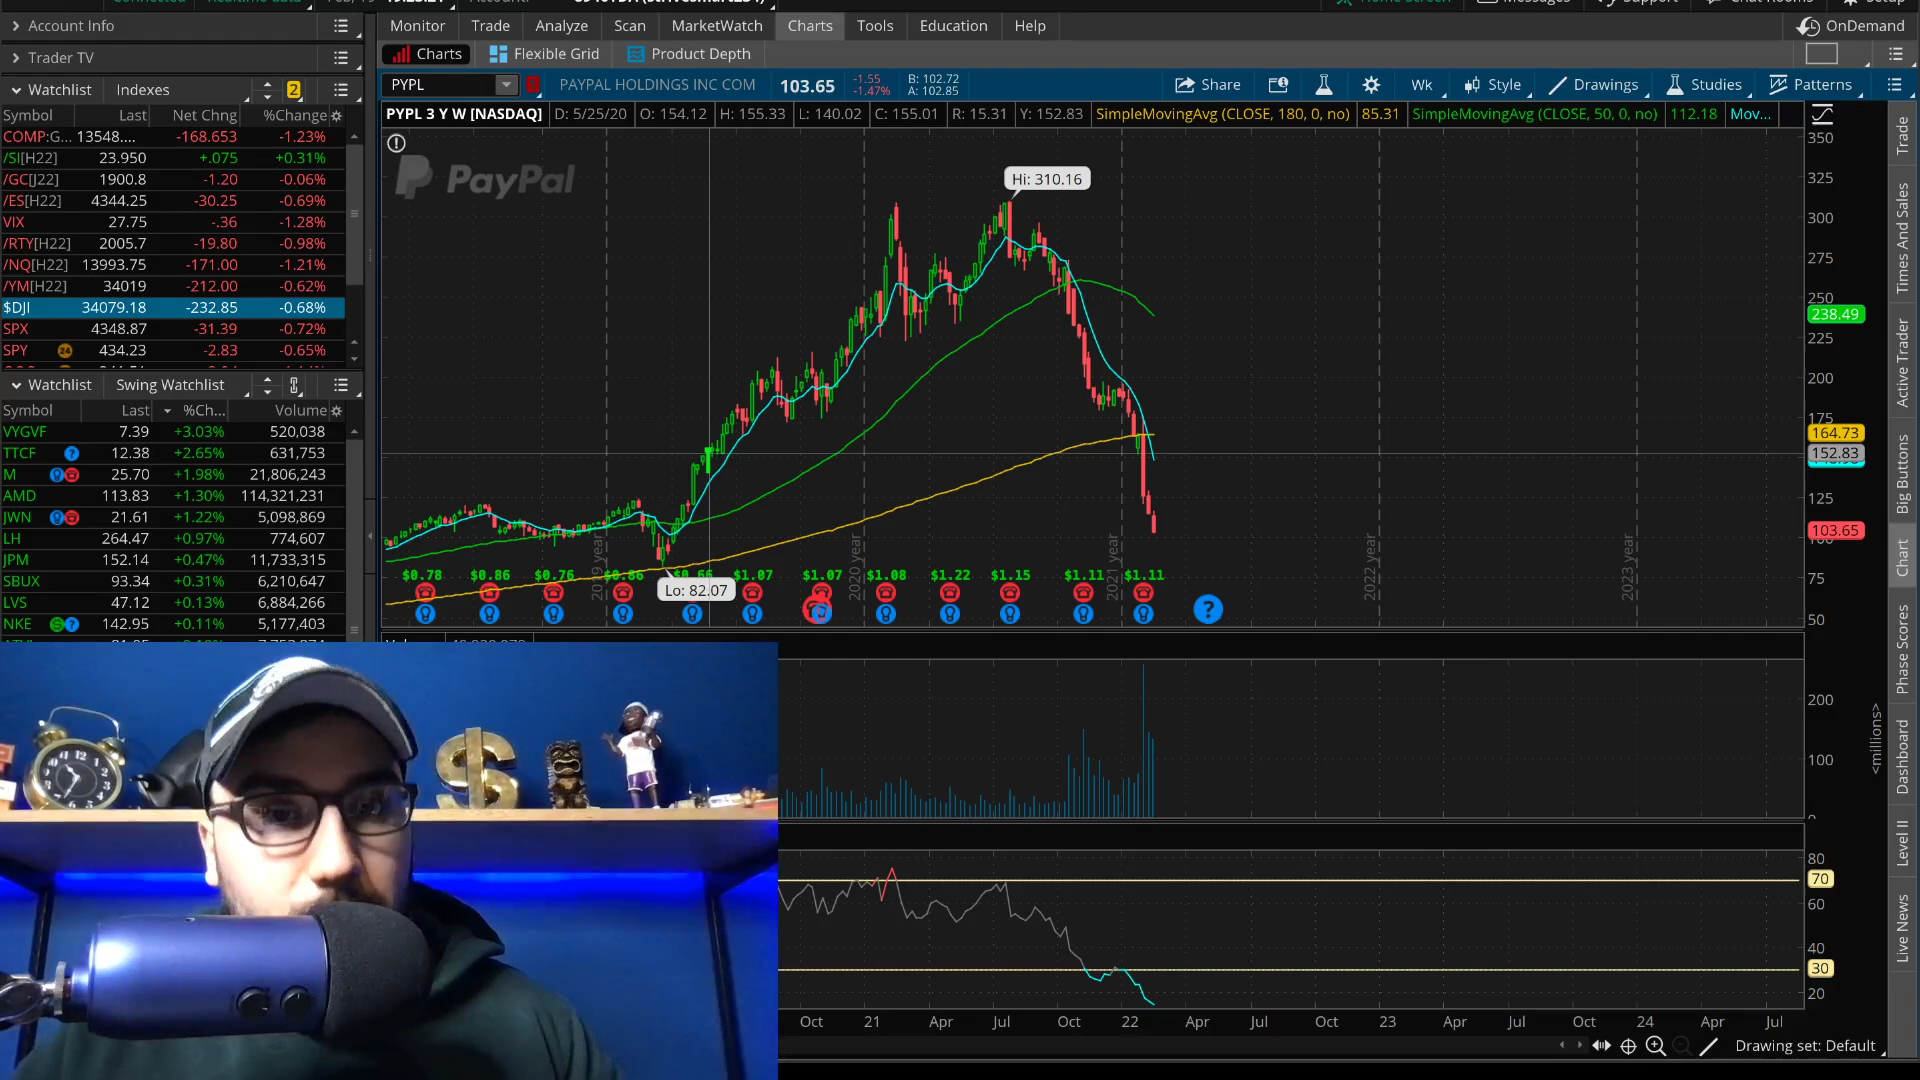 Account Info
Trader TV
Watchlist Indexes 2
Symbol Last Net Chng %Change
COMP:G... 13548.... -168.653 -1.23%
/SI[H22] 23.950 +.075 +0.31%
/GC[J22] 1900.8 -1.20 -0.06%
/ES[H22] 4344.25 -30.25 -0.69%
VIX 27.75 -.36 -1.28%
/RTY[H22] 2005.7 -19.80 -0.98%
/NQ[H22] 13993.75 -171.00 -1.21%
/YM[H22] 34019 -212.00 -0.62%
$DJI 34079.18 -232.85 -0.68%
SPX 4348.87 -31.39 -0.72%
SPY 434.23 -2.83 -0.65%
Watchlist Swing Watchlist
Symbol Last %Ch... Volume
VYGVF 7.39 +3.03% 520,038
TTCF 12.38 +2.65% 631,753
M 25.70 +1.98% 21,806,243
AMD 113.83 +1.30% 114,321,231
JWN 21.61 +1.22% 5,098,869
LH 264.47 +0.97% 774,607
JPM 152.14 +0.47% 11,733,315
SBUX 93.34 +0.31% 6,210,647
LVS 47.12 +0.13% 6,884,266
NKE 142.95 +0.11% 5,177,403
Monitor Trade Analyze Scan MarketWatch Charts Tools Education Help OnDemand
Charts Flexible Grid Product Depth
PYPL PAYPAL HOLDINGS INC COM 103.65 -1.55 -1.47% B: 102.72 A: 102.85 Share Wk Style Drawings Studies Patterns
PYPL 3 Y W [NASDAQ] D: 5/25/20 O: 154.12 H: 155.33 L: 140.02 C: 155.01 R: 15.31 Y: 152.83 SimpleMovingAvg (CLOSE, 180, 0, no) 85.31 SimpleMovingAvg (CLOSE, 50, 0, no) 112.18 Mov...
PayPal
Hi: 310.16
Lo: 82.07
$0.78 $0.86 $0.76 $0.86 $0.66 $1.07 $1.07 $1.08 $1.22 $1.15 $1.11 $1.11
2019 year
2020 year
2021 year
2022 year
2023 year
350
325
300
275
250
238.49
225
200
175
164.73
152.83
125
103.65
100
75
50
200
100
<millions>
80
70
60
40
30
20
Oct 21 Apr Jul Oct 22 Apr Jul Oct 23 Apr Jul Oct 24 Apr Jul
Drawing set: Default
Trade
Times And Sales
Active Trader
Big Buttons
Chart
Phase Scores
Dashboard
Level II
Live News